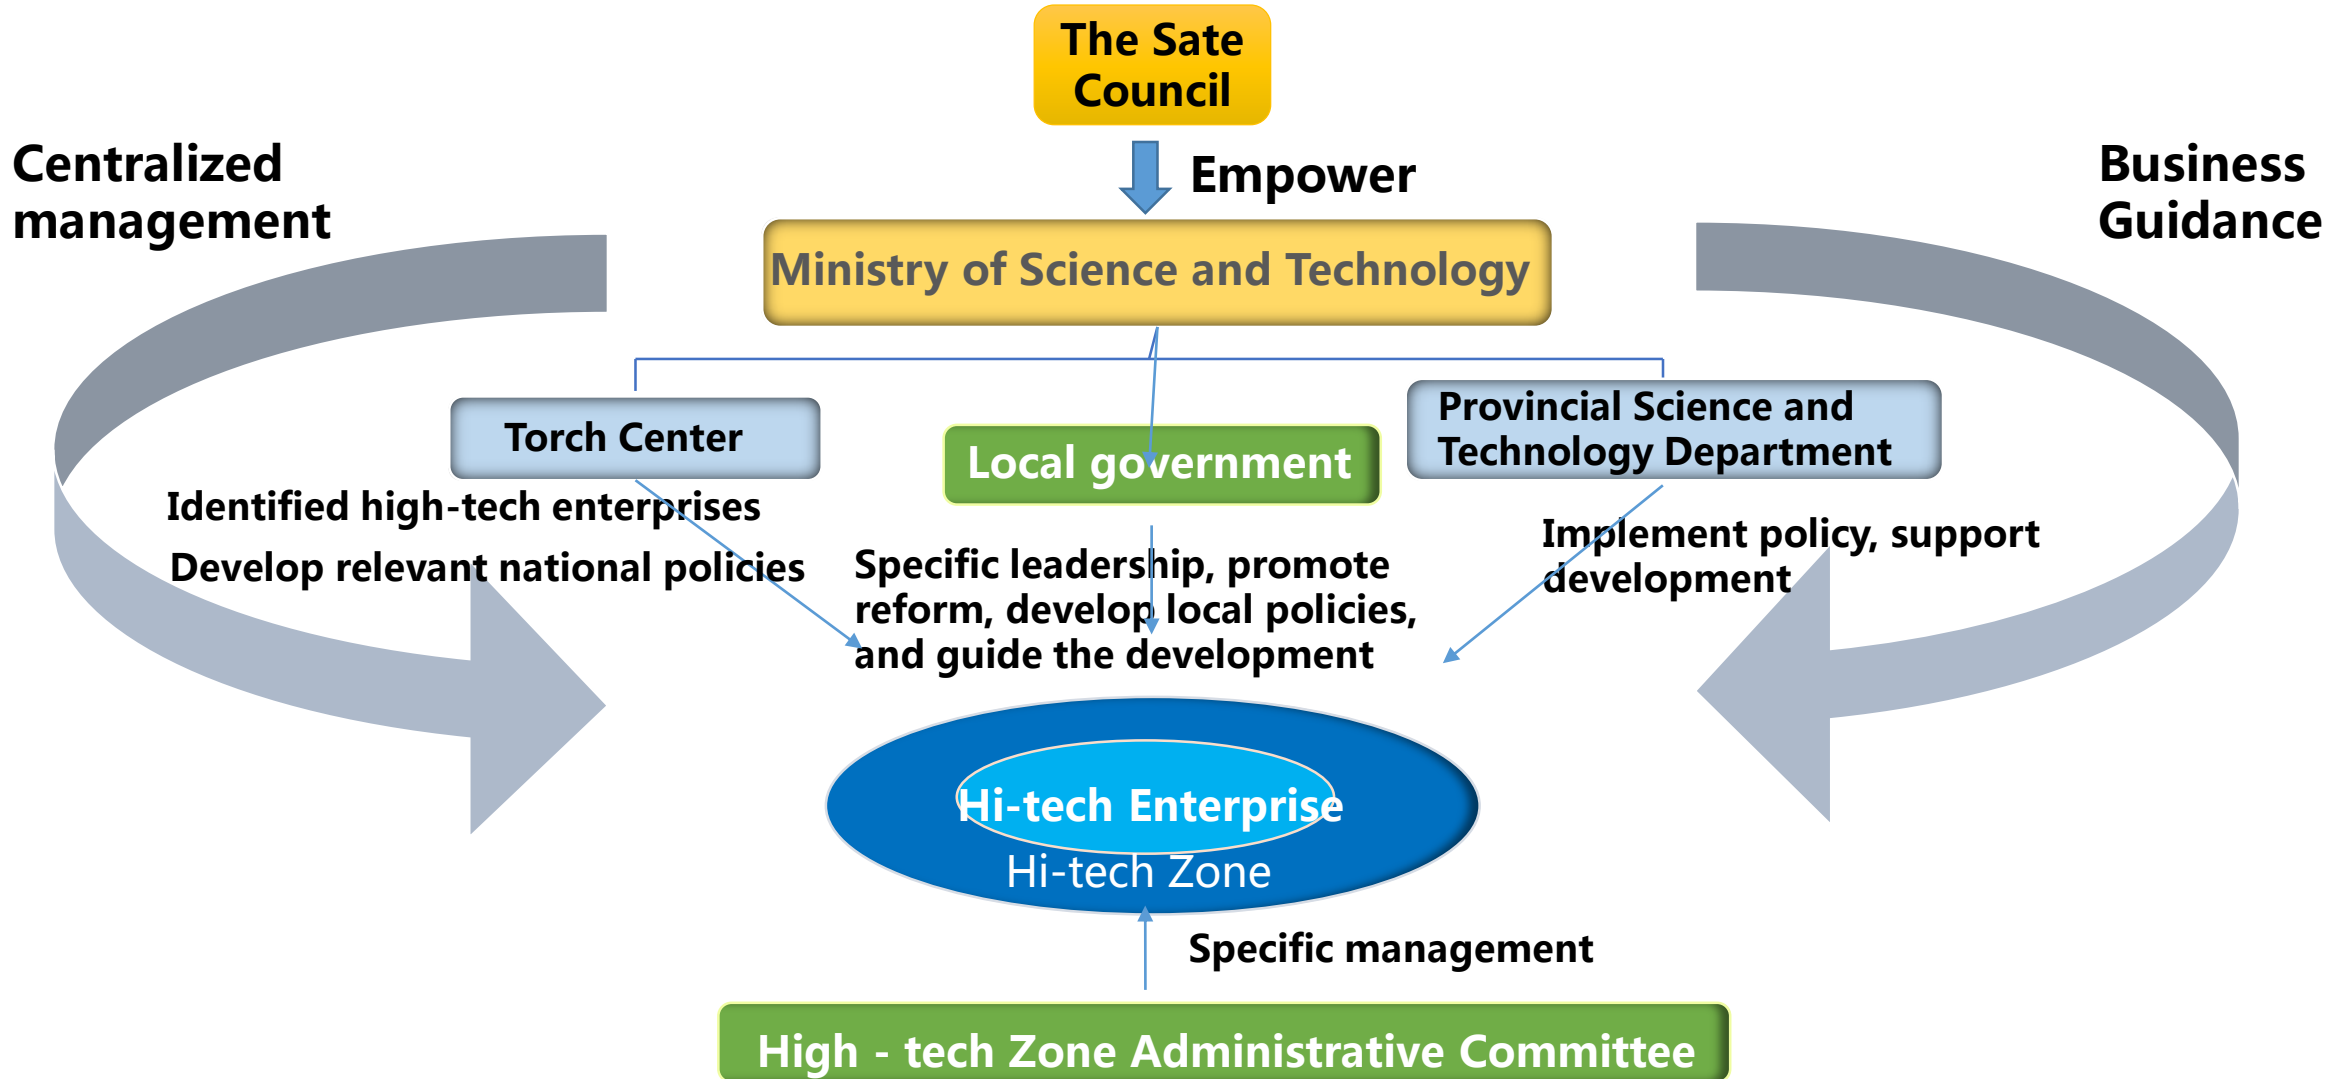 The Sate
Council
Centralized
management
Empower
Business
Guidance
Ministry of Science and Technology
Torch Center
Local government
Provincial Science and
Technology Department
Identified high-tech enterprises
Develop relevant national policies
Specific leadership, promote
reform, develop local policies,
and guide the development
Implement policy, support
development
Hi-tech Enterprise
Hi-tech Zone
Specific management
High - tech Zone Administrative Committee